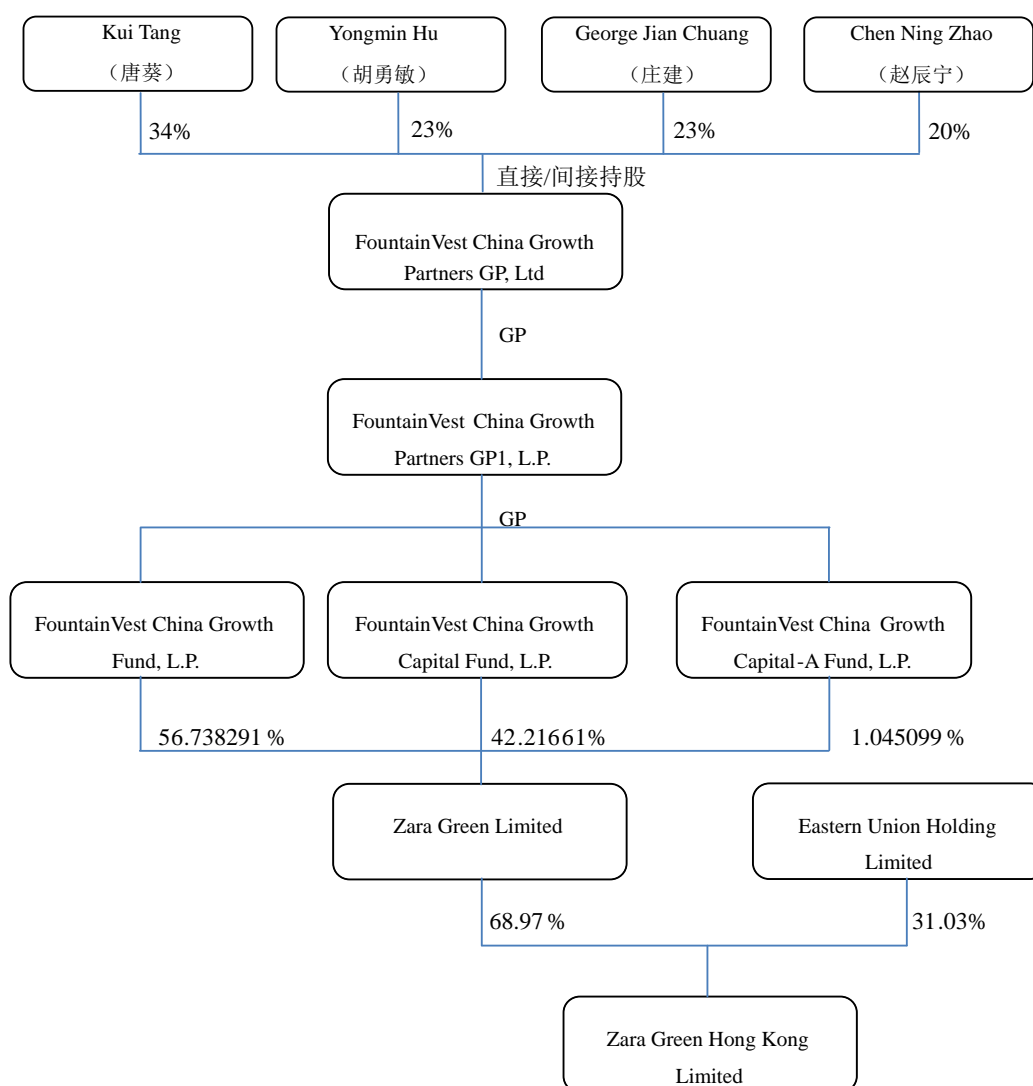 Kui Tang
（唐葵）
Yongmin Hu
（胡勇敏）
George Jian Chuang
（庄建）
Chen Ning Zhao
（赵辰宁）
34%
23%
23%
20%
直接/间接持股
FountainVest China Growth
Partners GP, Ltd
GP
FountainVest China Growth
Partners GP1, L.P.
GP
FountainVest China Growth
Fund, L.P.
FountainVest China Growth
Capital Fund, L.P.
FountainVest China Growth
Capital-A Fund, L.P.
56.738291 %
42.21661%
1.045099 %
Zara Green Limited
Eastern Union Holding
Limited
68.97 %
31.03%
Zara Green Hong Kong
Limited